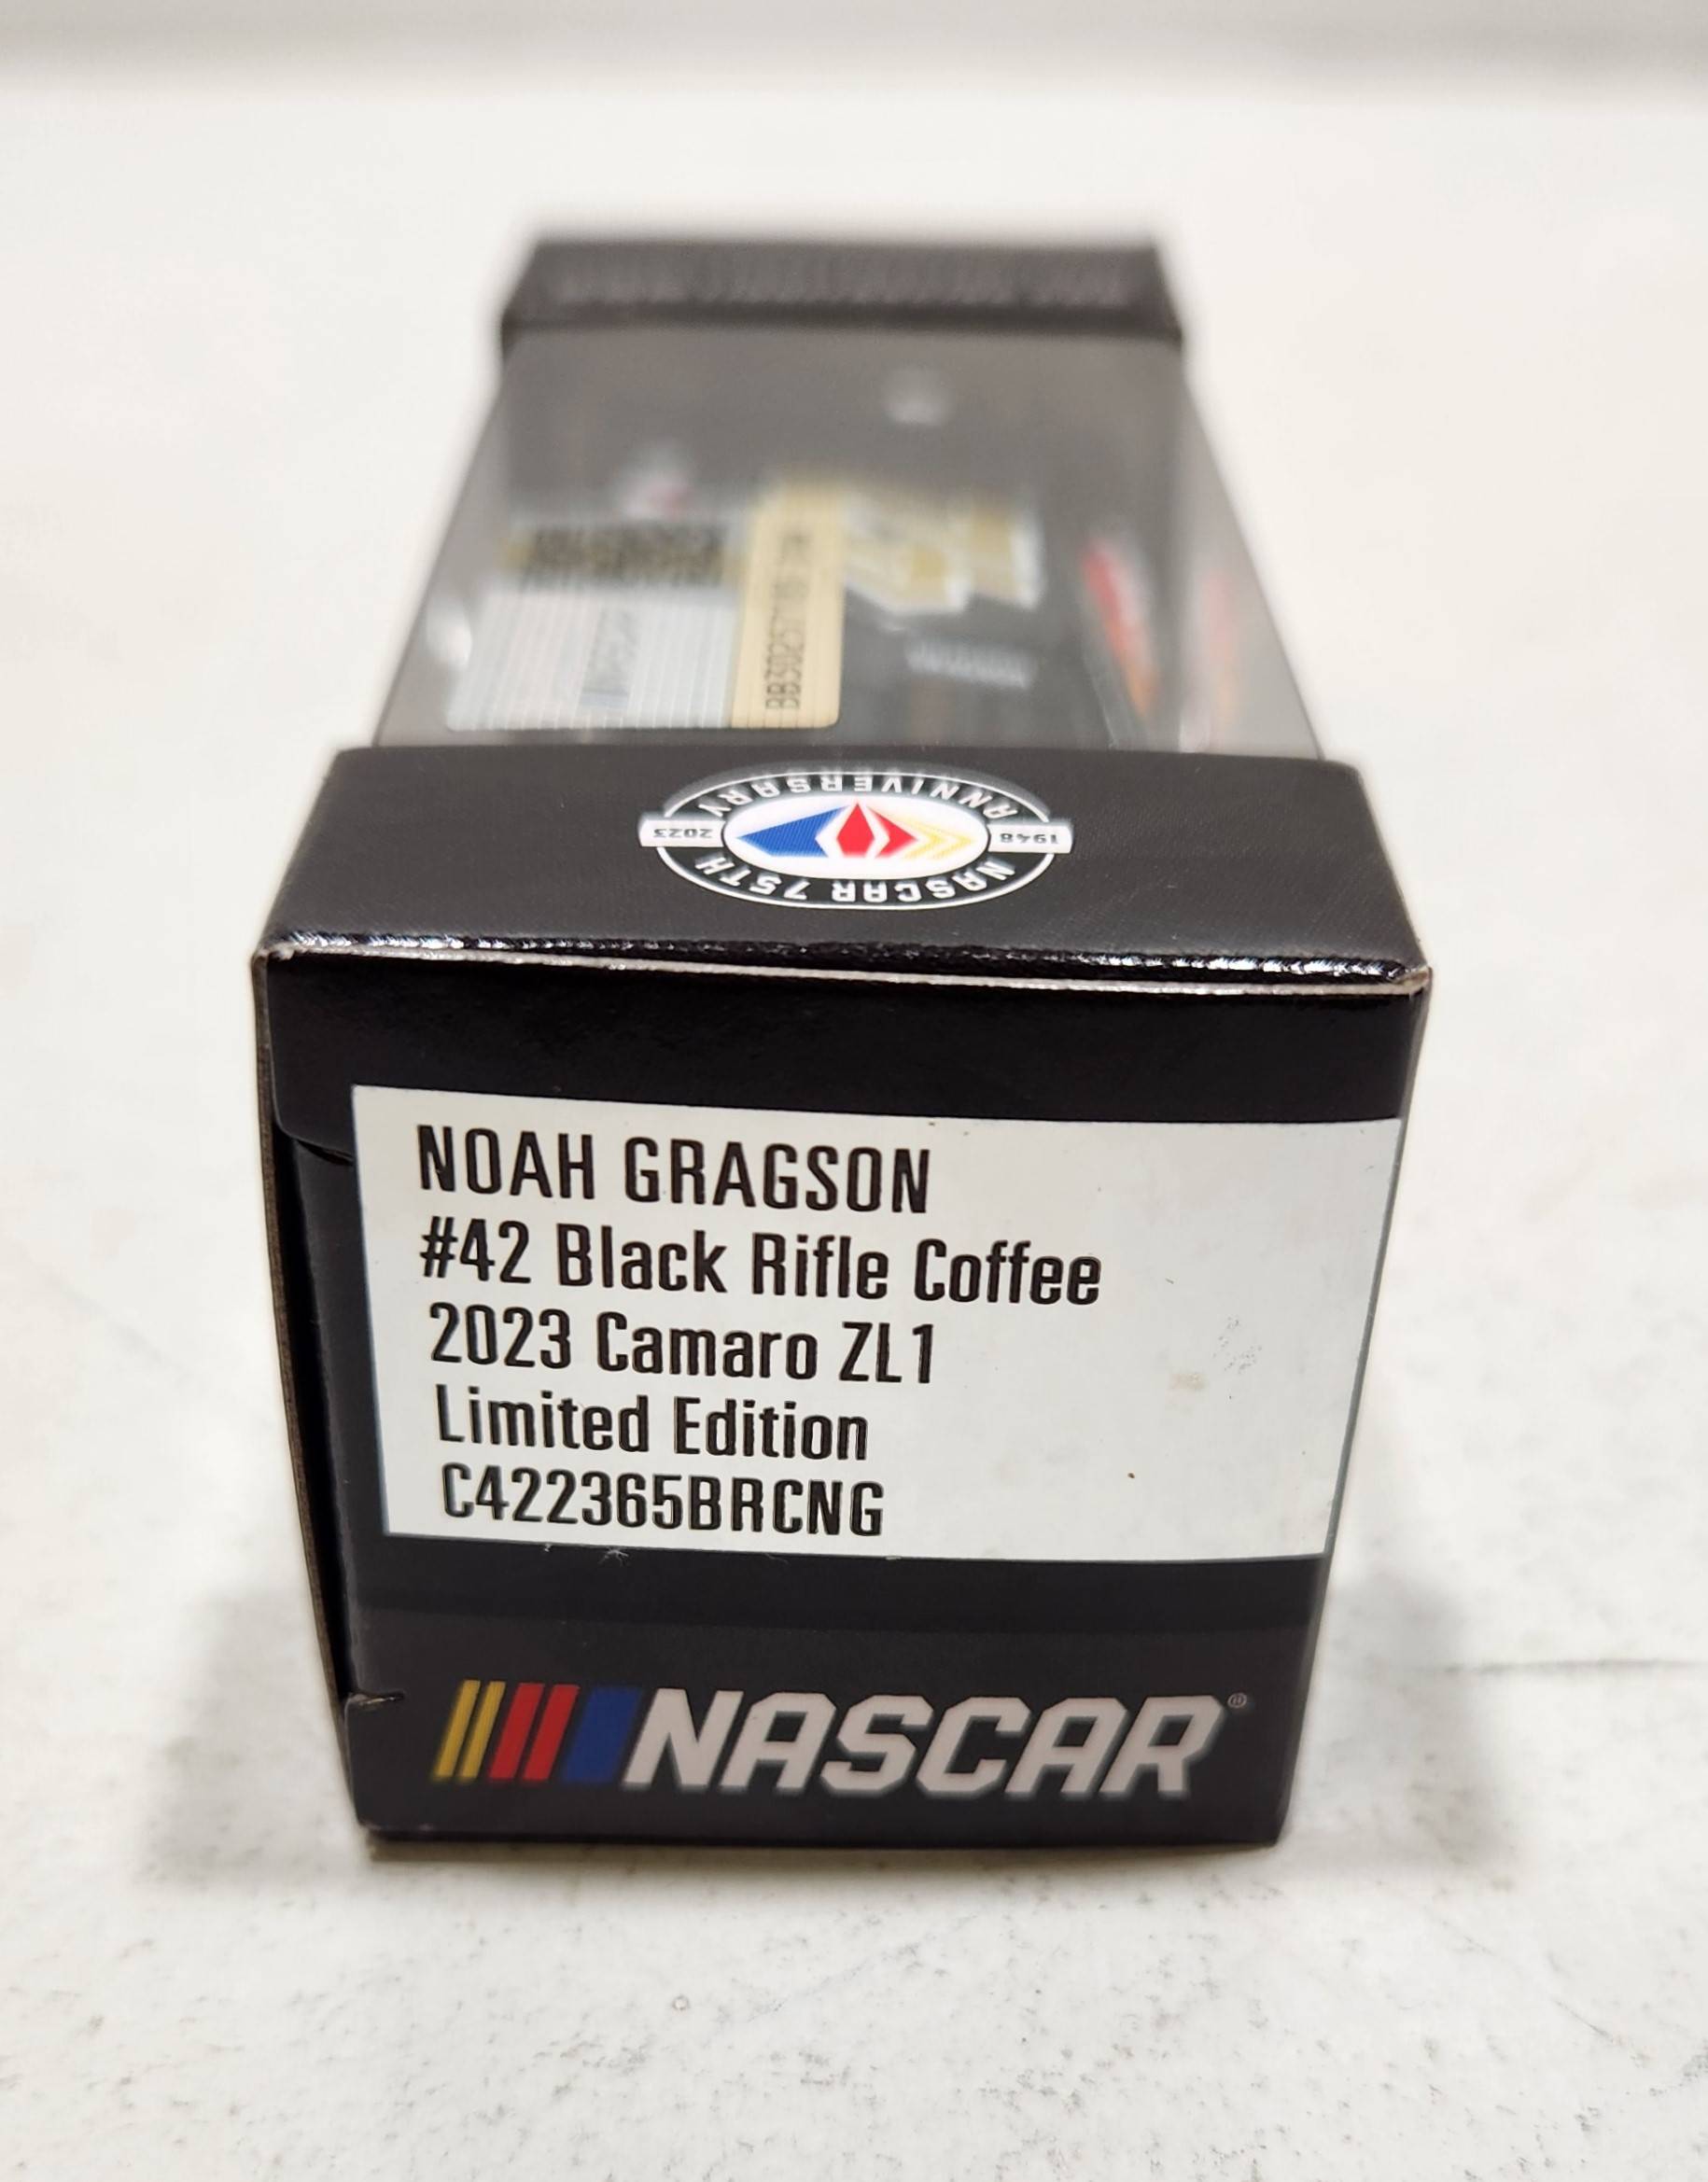 ANNIVERSARY
1948 2023
NASCAR 75TH
NOAH GRAGSON
#42 Black Rifle Coffee
2023 Camaro ZL1
Limited Edition
C422365BRCNG
NASCAR®